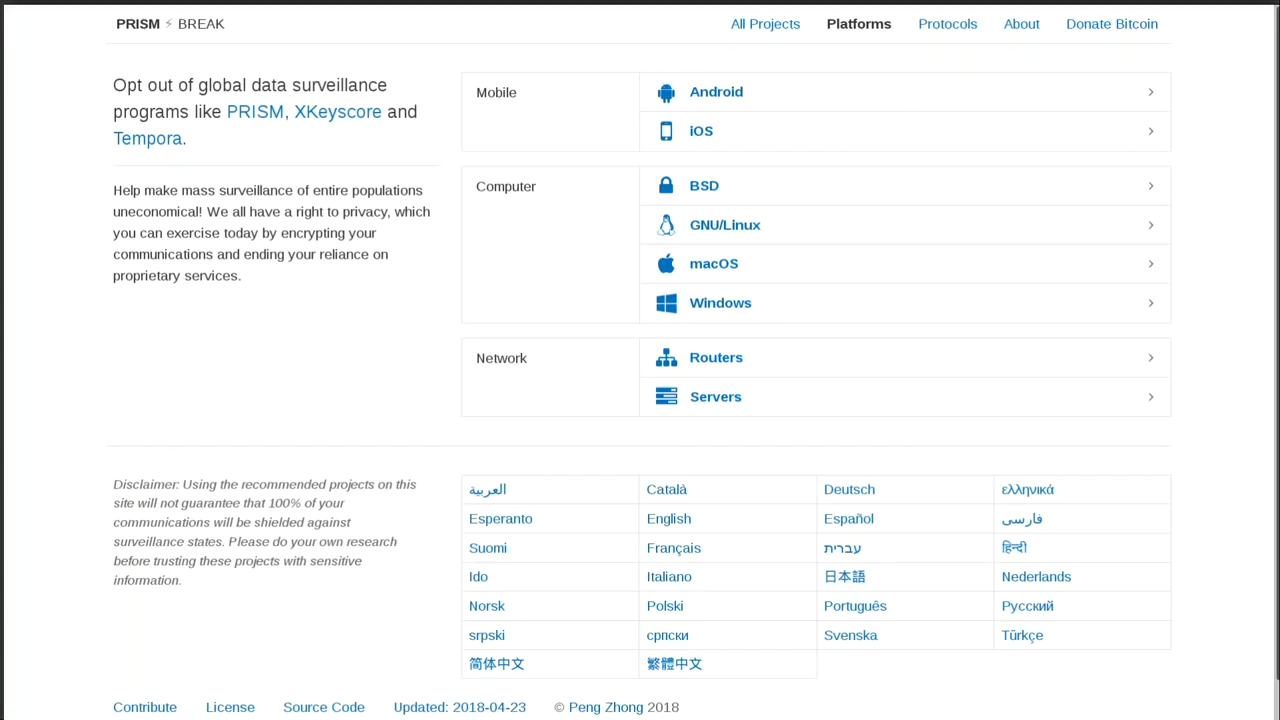 PRISM ⚡ BREAK
All Projects Platforms Protocols About Donate Bitcoin
Opt out of global data surveillance
programs like PRISM, XKeyscore and
Tempora.
Help make mass surveillance of entire populations
uneconomical! We all have a right to privacy, which
you can exercise today by encrypting your
communications and ending your reliance on
proprietary services.
Mobile
Android
iOS
Computer
BSD
GNU/Linux
macOS
Windows
Network
Routers
Servers
Disclaimer: Using the recommended projects on this
site will not guarantee that 100% of your
communications will be shielded against
surveillance states. Please do your own research
before trusting these projects with sensitive
information.
العربية Català Deutsch ελληνικά
Esperanto English Español فارسی
Suomi Français עברית हिन्दी
Ido Italiano 日本語 Nederlands
Norsk Polski Português Русский
srpski српски Svenska Türkçe
简体中文 繁體中文
Contribute License Source Code Updated: 2018-04-23 © Peng Zhong 2018